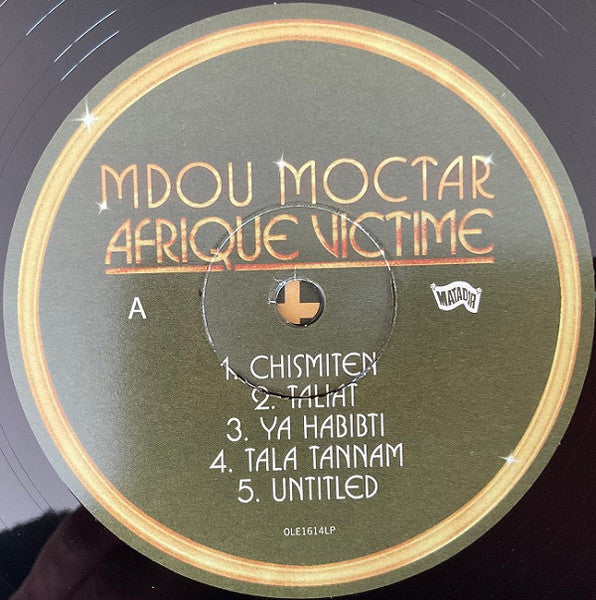 MDOU MOCTAR
AFRIQUE VICTIME
A
MATADOR
1. CHISMITEN
2. TALIAT
3. YA HABIBTI
4. TALA TANNAM
5. UNTITLED
OLE1614LP